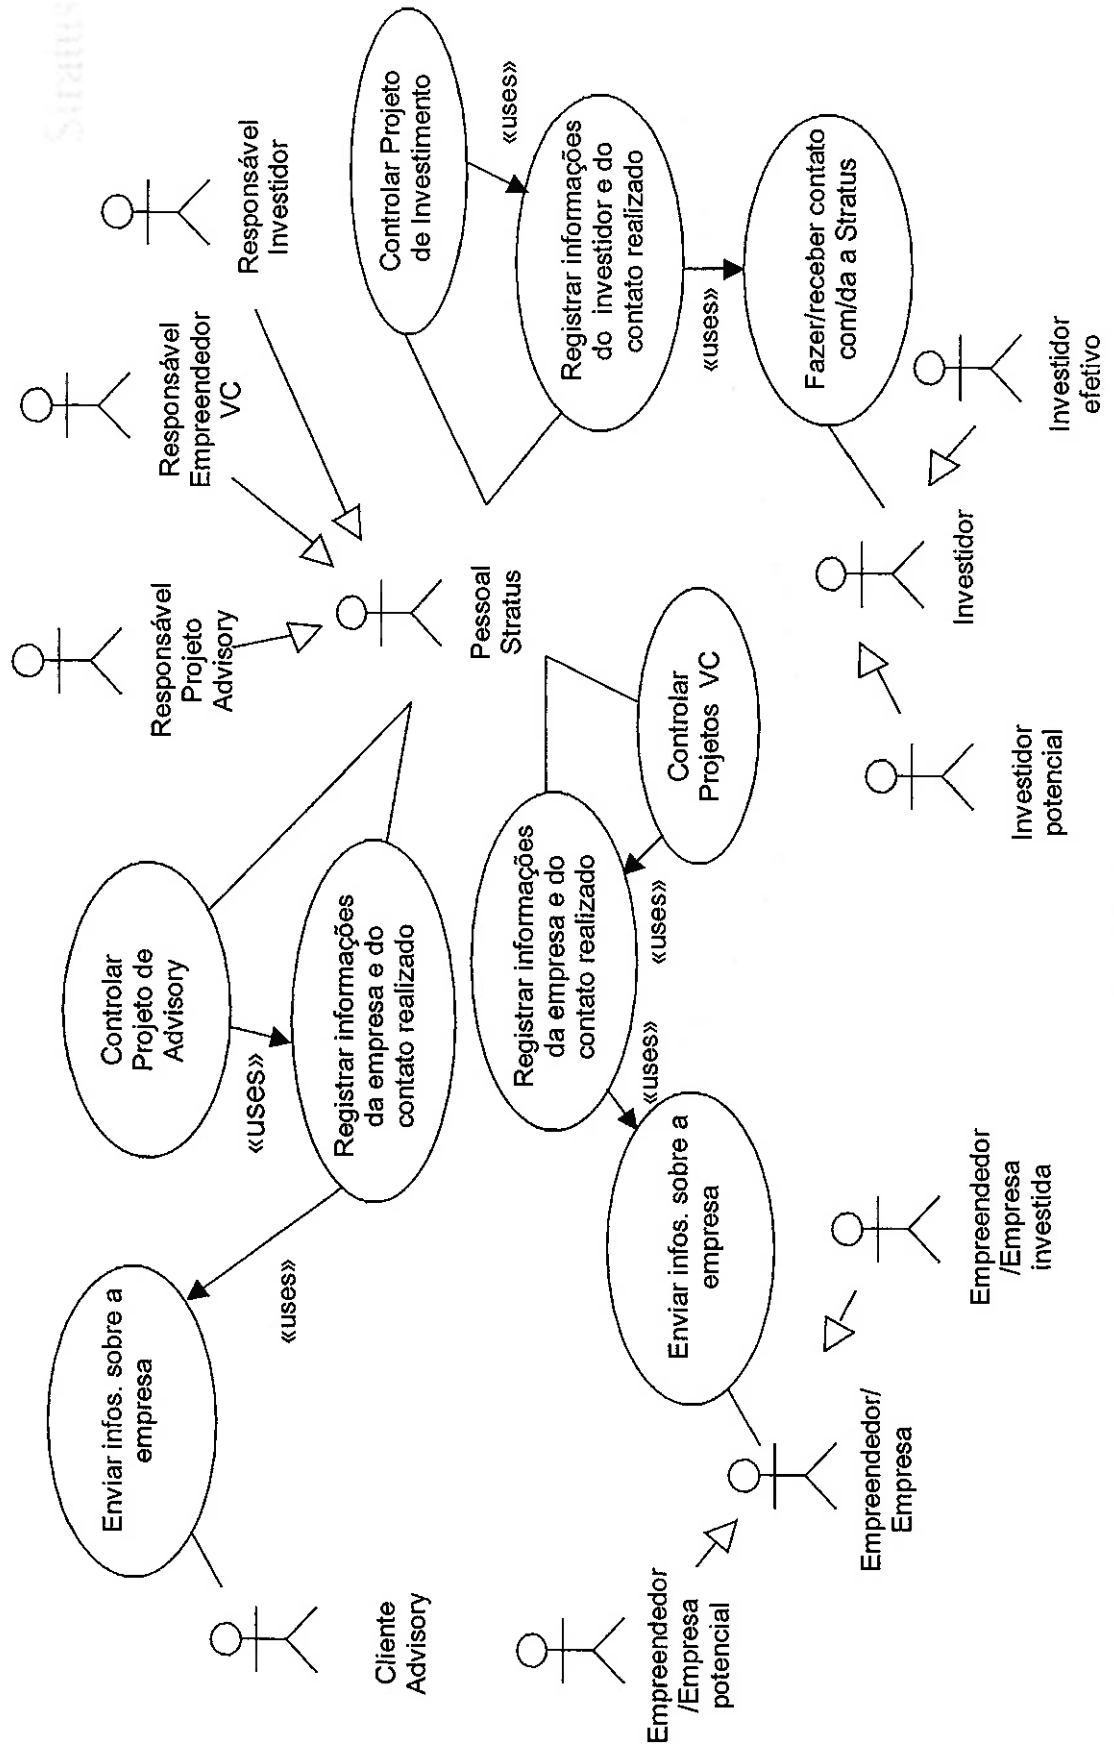 Stratus
Enviar infos. sobre a
empresa
«uses»
Controlar
Projeto de
Advisory
«uses»
Registrar informações
da empresa e do
contato realizado
Responsável
Projeto
Advisory
Responsável
Empreendedor
VC
Responsável
Investidor
Cliente
Advisory
Pessoal
Stratus
Controlar Projeto
de Investimento
«uses»
Registrar informações
do investidor e do
contato realizado
«uses»
Fazer/receber contato
com/da a Stratus
Registrar informações
da empresa e do
contato realizado
«uses»
Controlar
Projetos VC
«uses»
Enviar infos. sobre a
empresa
Empreendedor
/Empresa
potencial
Empreendedor/
Empresa
Empreendedor
/Empresa
investida
Investidor
potencial
Investidor
Investidor
efetivo